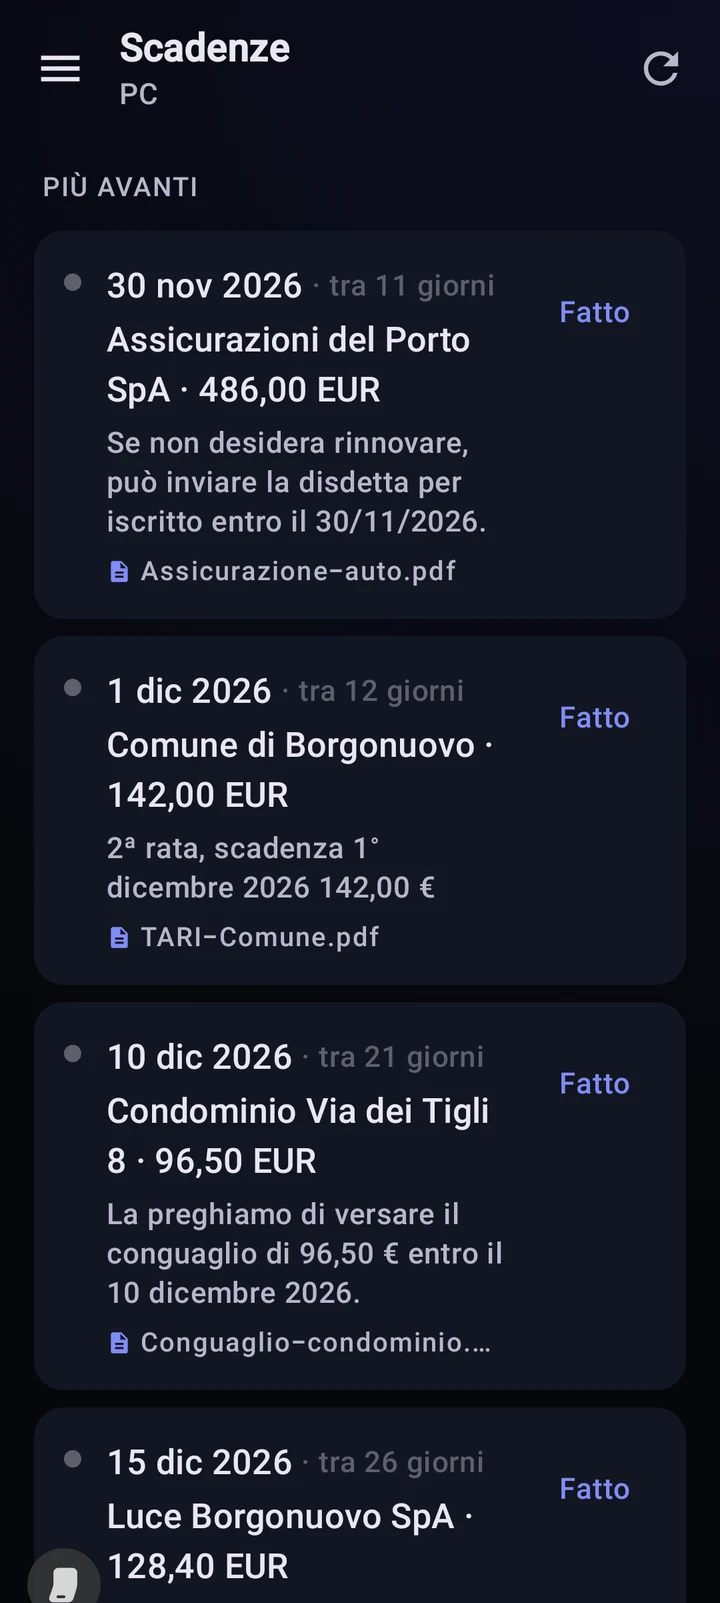 Scadenze
PC
PIÙ AVANTI
30 nov 2026 · tra 11 giorni
Fatto
Assicurazioni del Porto
SpA · 486,00 EUR
Se non desidera rinnovare,
può inviare la disdetta per
iscritto entro il 30/11/2026.
Assicurazione-auto.pdf
1 dic 2026 · tra 12 giorni
Fatto
Comune di Borgonuovo ·
142,00 EUR
2ª rata, scadenza 1°
dicembre 2026 142,00 €
TARI-Comune.pdf
10 dic 2026 · tra 21 giorni
Fatto
Condominio Via dei Tigli
8 · 96,50 EUR
La preghiamo di versare il
conguaglio di 96,50 € entro il
10 dicembre 2026.
Conguaglio-condominio.…
15 dic 2026 · tra 26 giorni
Fatto
Luce Borgonuovo SpA ·
128,40 EUR